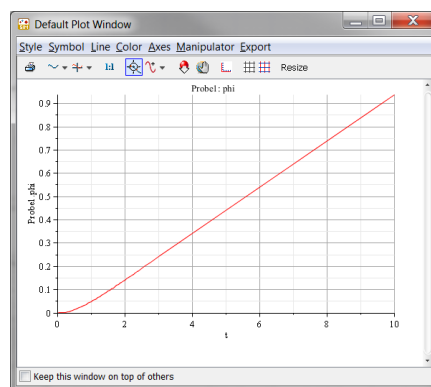 Default Plot Window
Style Symbol Line Color Axes Manipulator Export
1:1 Resize
Probe1: phi
0.9
0.8
0.7
0.6
0.5
0.4
0.3
0.2
0.1
0
Probe1.phi
0 2 4 6 8 10
t
Keep this window on top of others